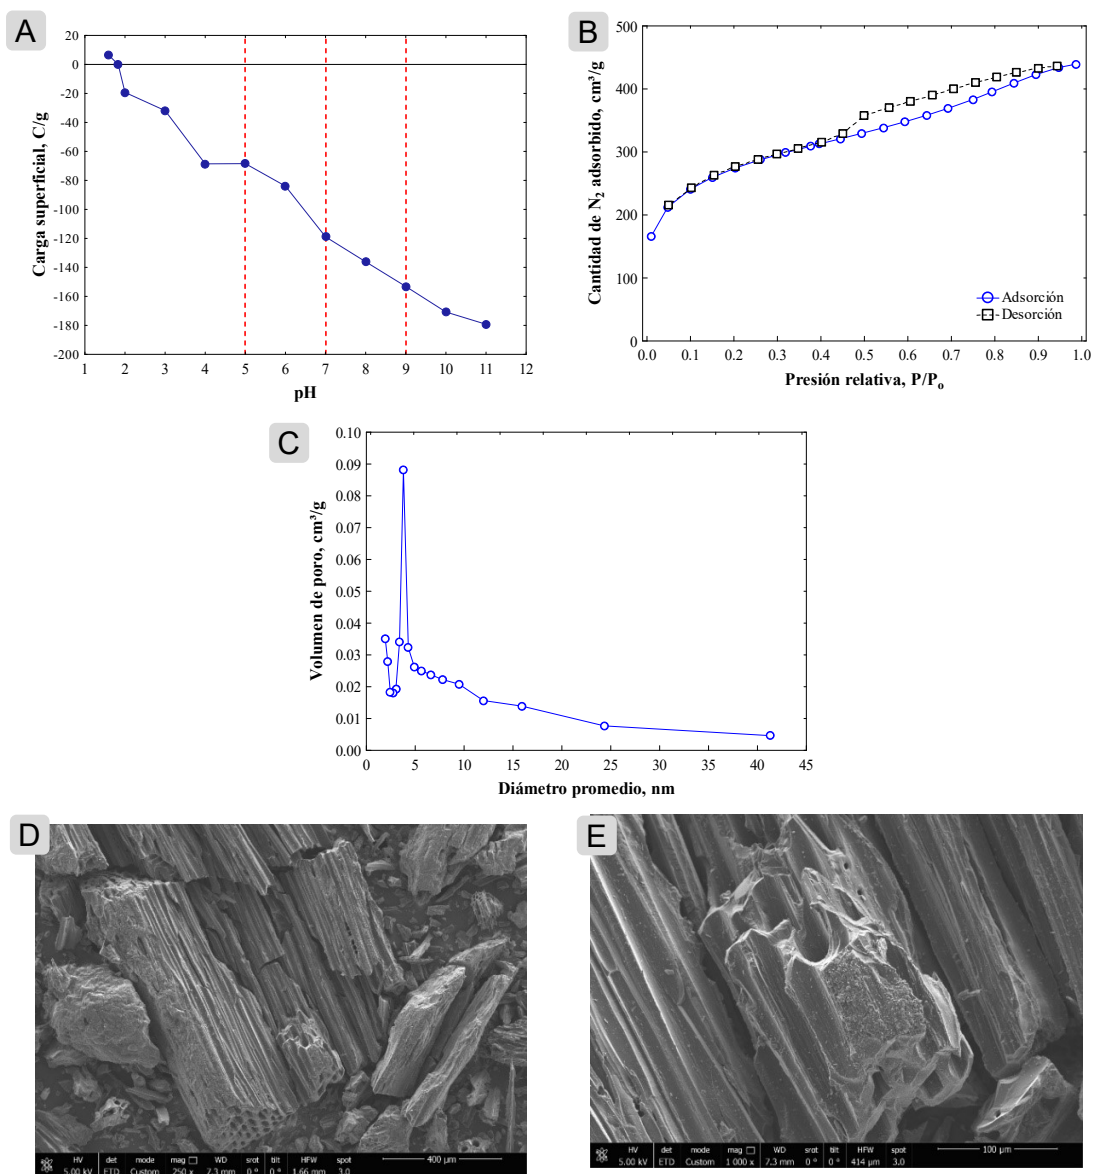 A
20
0
-20
-40
-60
-80
-100
-120
-140
-160
-180
-200
Carga superficial, C/g
1 2 3 4 5 6 7 8 9 10 11 12
pH
B
500
400
300
200
100
0
Cantidad de N₂ adsorbido, cm³/g
Adsorción
Desorción
0.0 0.1 0.2 0.3 0.4 0.5 0.6 0.7 0.8 0.9 1.0
Presión relativa, P/Pₒ
C
0.10
0.09
0.08
0.07
0.06
0.05
0.04
0.03
0.02
0.01
0.00
Volumen de poro, cm³/g
0 5 10 15 20 25 30 35 40 45
Diámetro promedio, nm
D
HV det mode mag WD srot tilt HFW spot
5.00 kV ETD Custom 250 x 7.3 mm 0 ° 0 ° 1.66 mm 3.0
400 µm
E
HV det mode mag WD srot tilt HFW spot
5.00 kV ETD Custom 1 000 x 7.3 mm 0 ° 0 ° 414 µm 3.0
100 µm